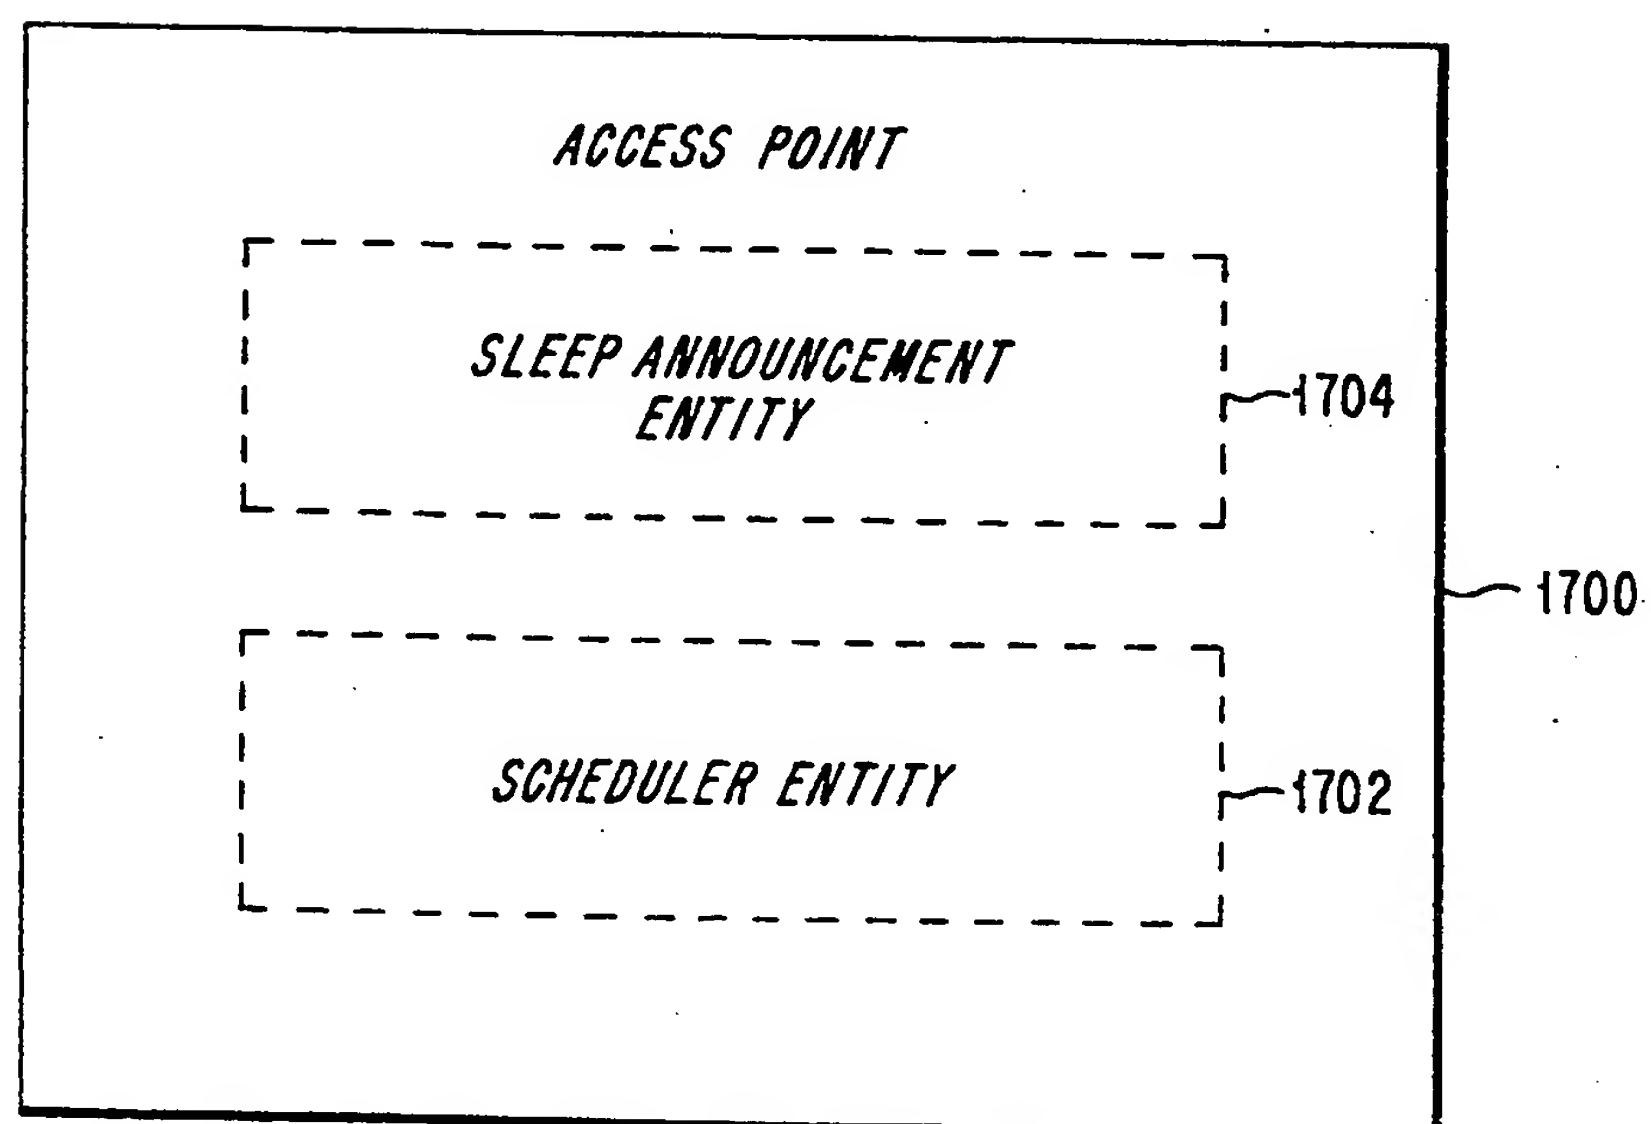 ACCESS POINT
SLEEP ANNOUNCEMENT
ENTITY
1704
1700
SCHEDULER ENTITY
1702